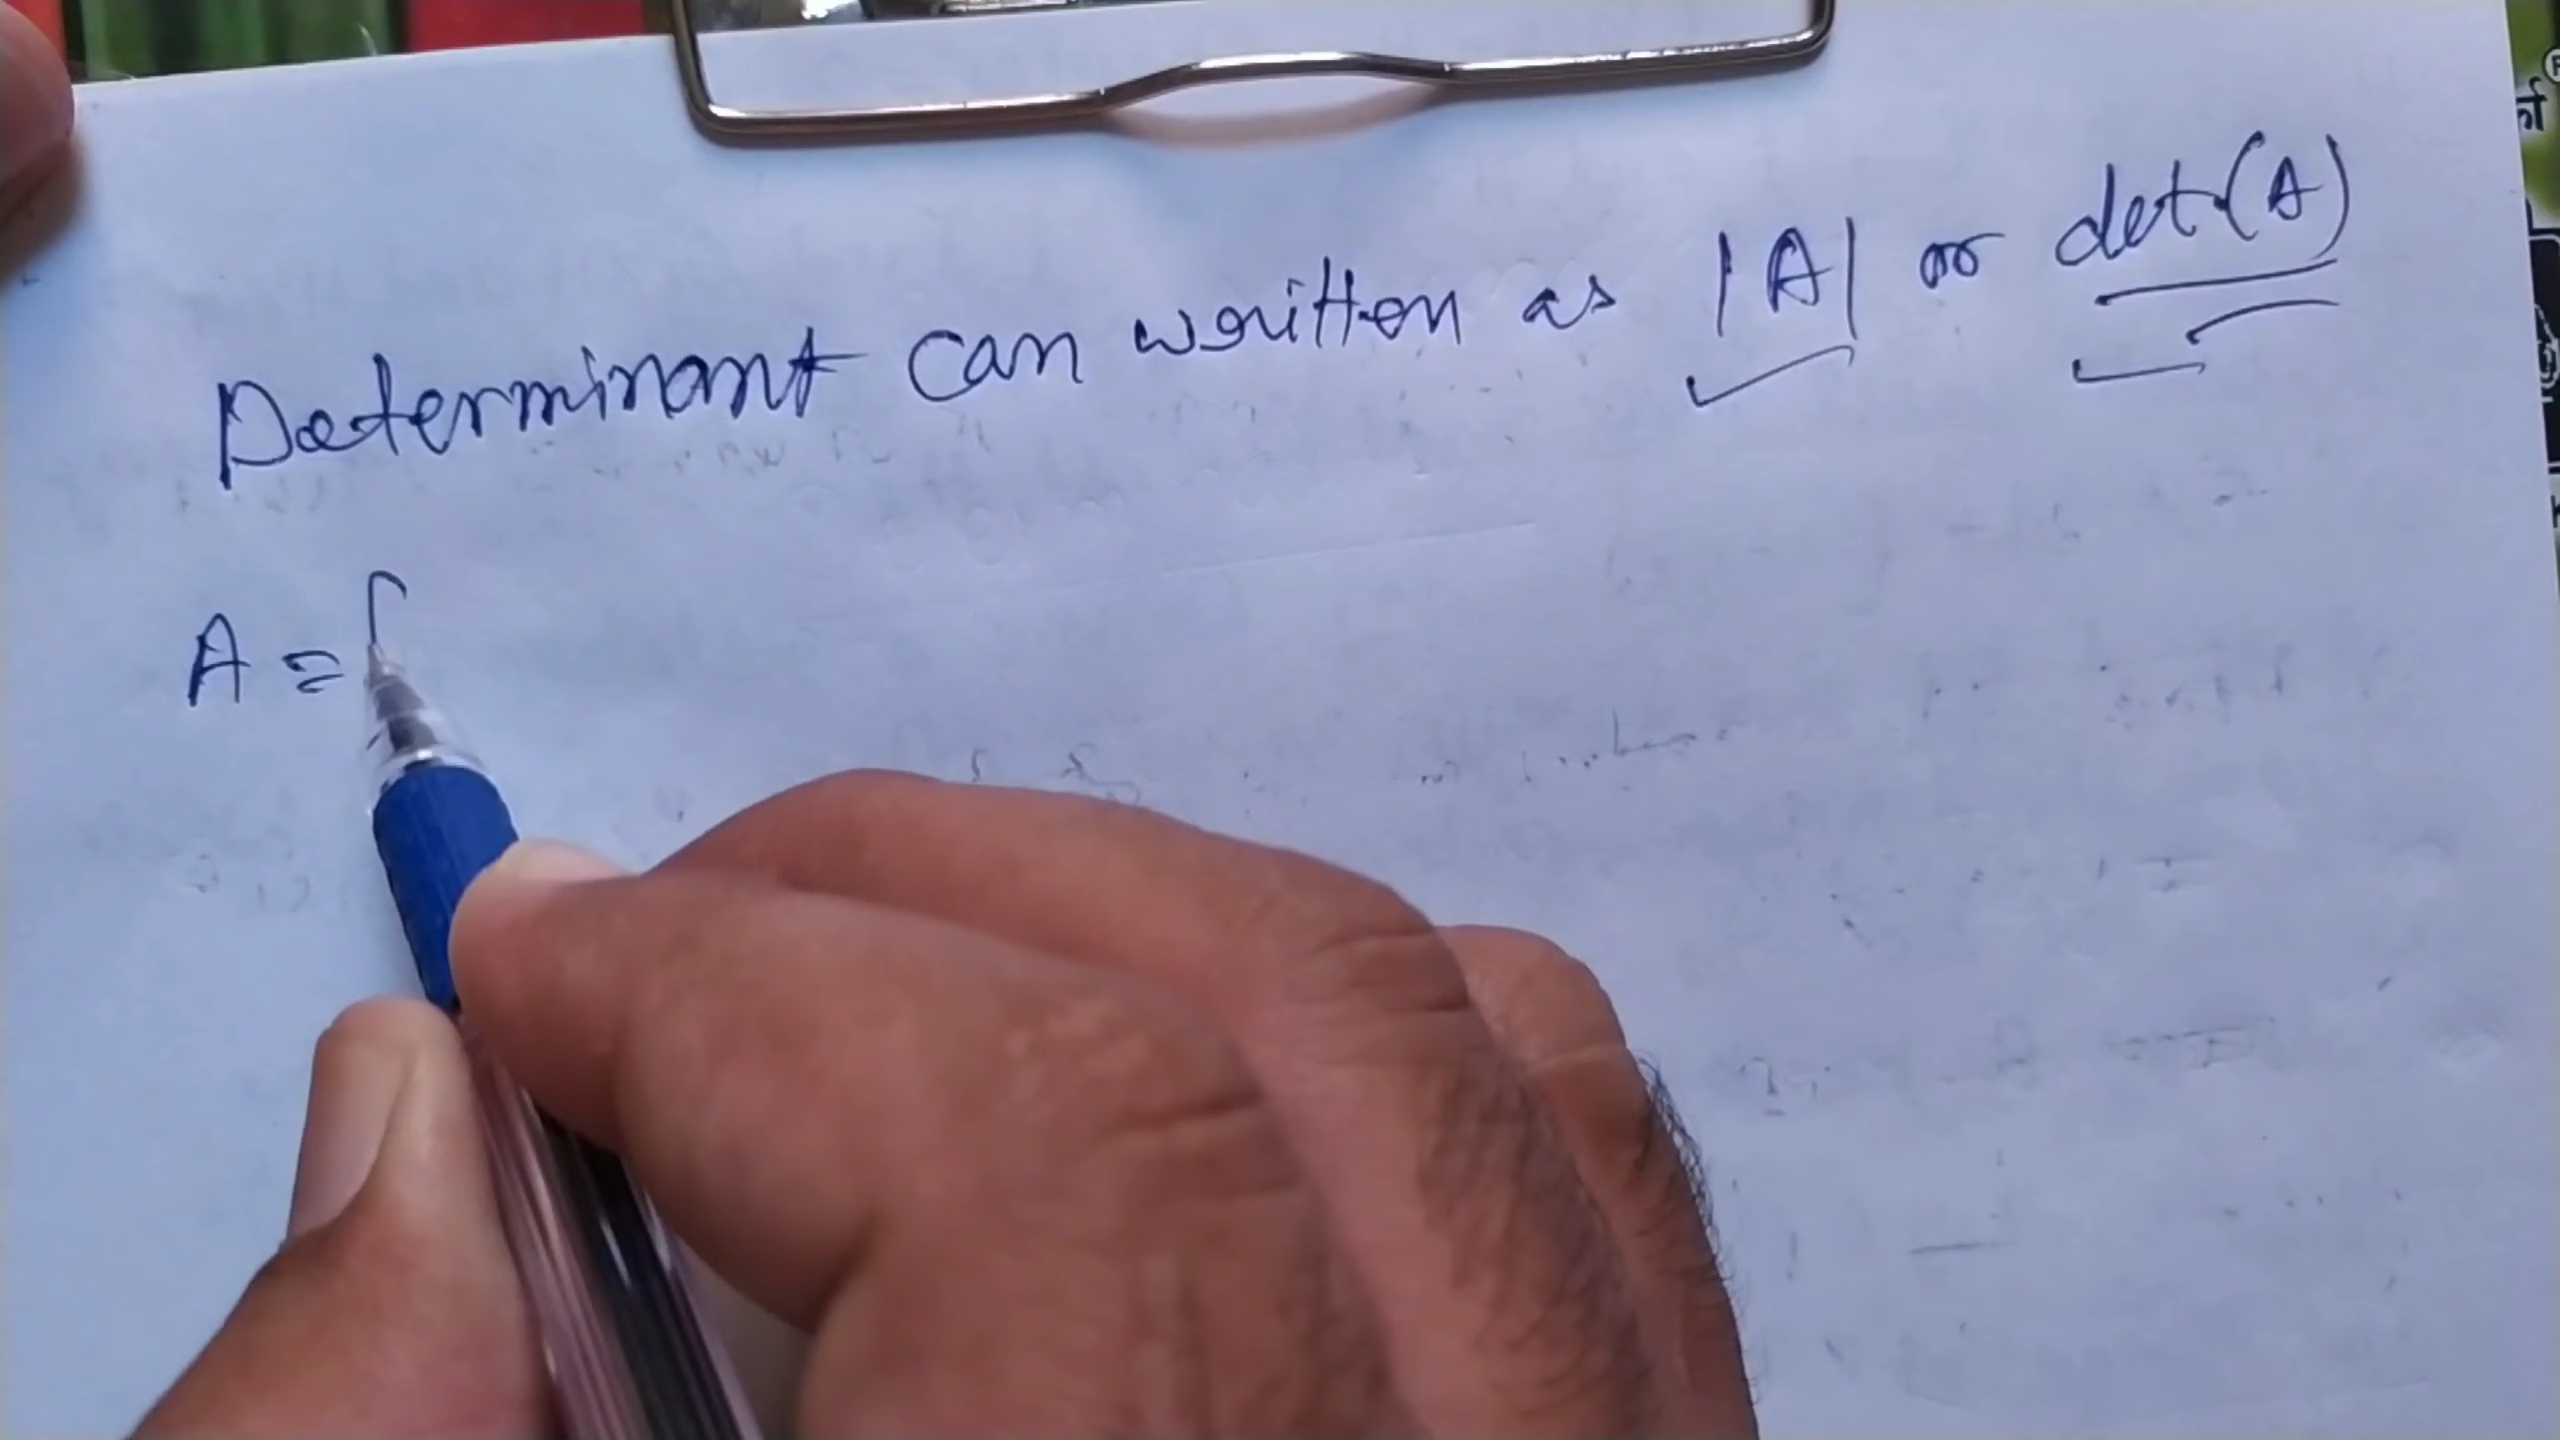 Determinant can written as |A| or det.(A)
A = [